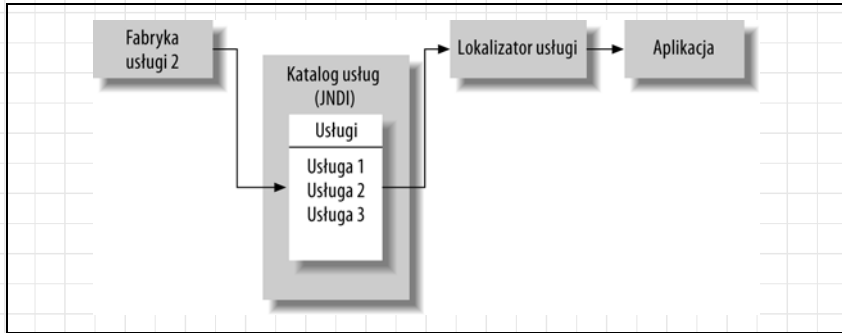 Fabryka
usługi 2
Katalog usług
(JNDI)
Usługi
Usługa 1
Usługa 2
Usługa 3
Lokalizator usługi
Aplikacja